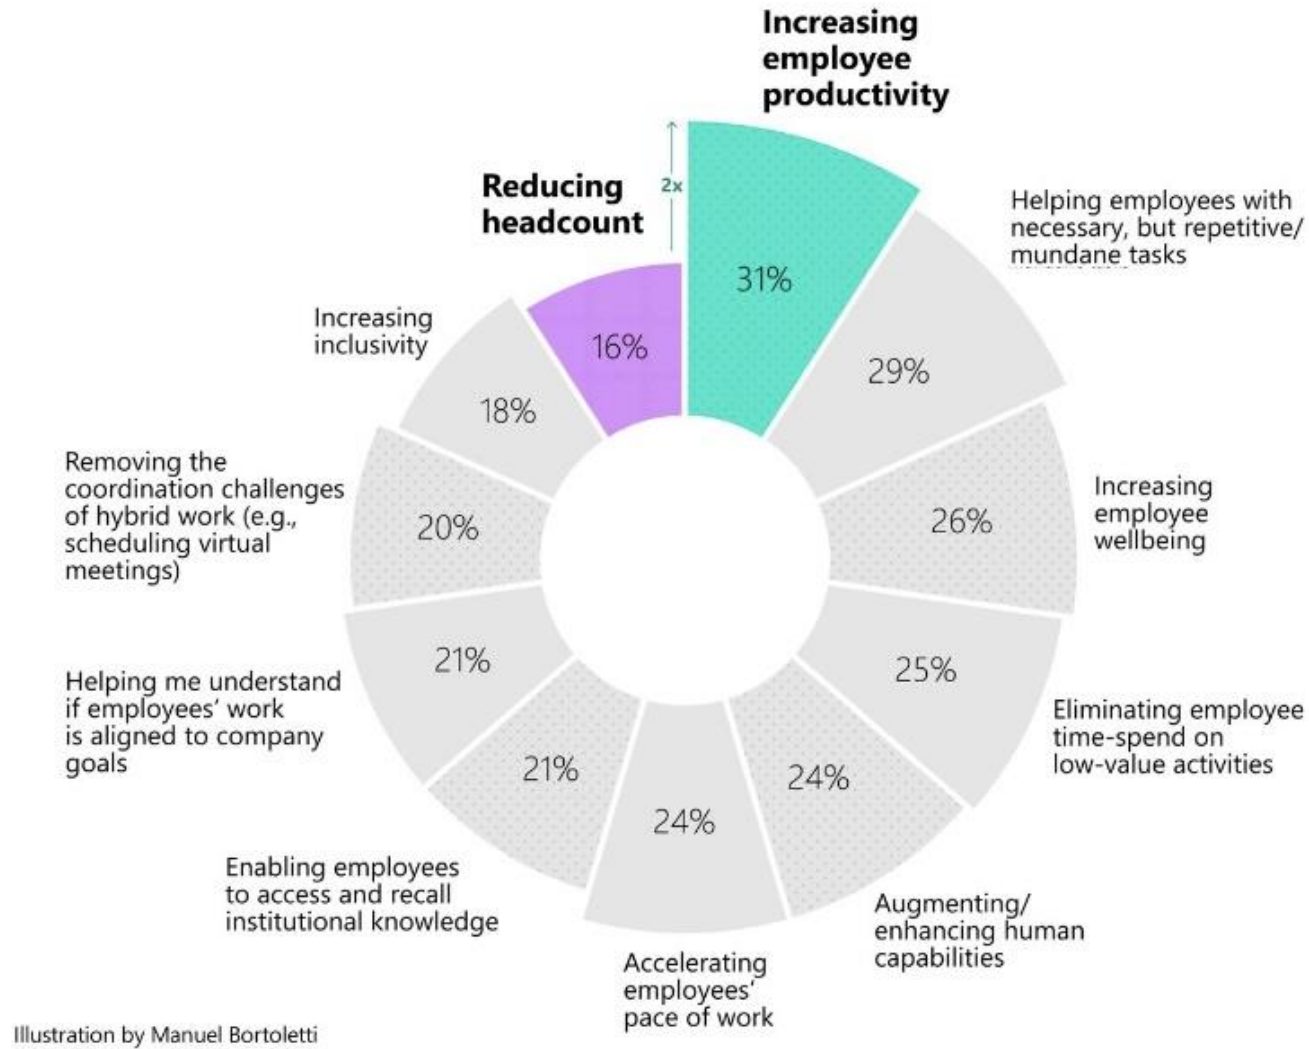 Increasing
employee
productivity
2x
31%
Helping employees with
necessary, but repetitive/
mundane tasks
29%
Increasing
employee
wellbeing
26%
Eliminating employee
time-spend on
low-value activities
25%
Augmenting/
enhancing human
capabilities
24%
Accelerating
employees'
pace of work
24%
Enabling employees
to access and recall
institutional knowledge
21%
Helping me understand
if employees' work
is aligned to company
goals
21%
Removing the
coordination challenges
of hybrid work (e.g.,
scheduling virtual
meetings)
20%
Increasing
inclusivity
18%
Reducing
headcount
16%
Illustration by Manuel Bortoletti